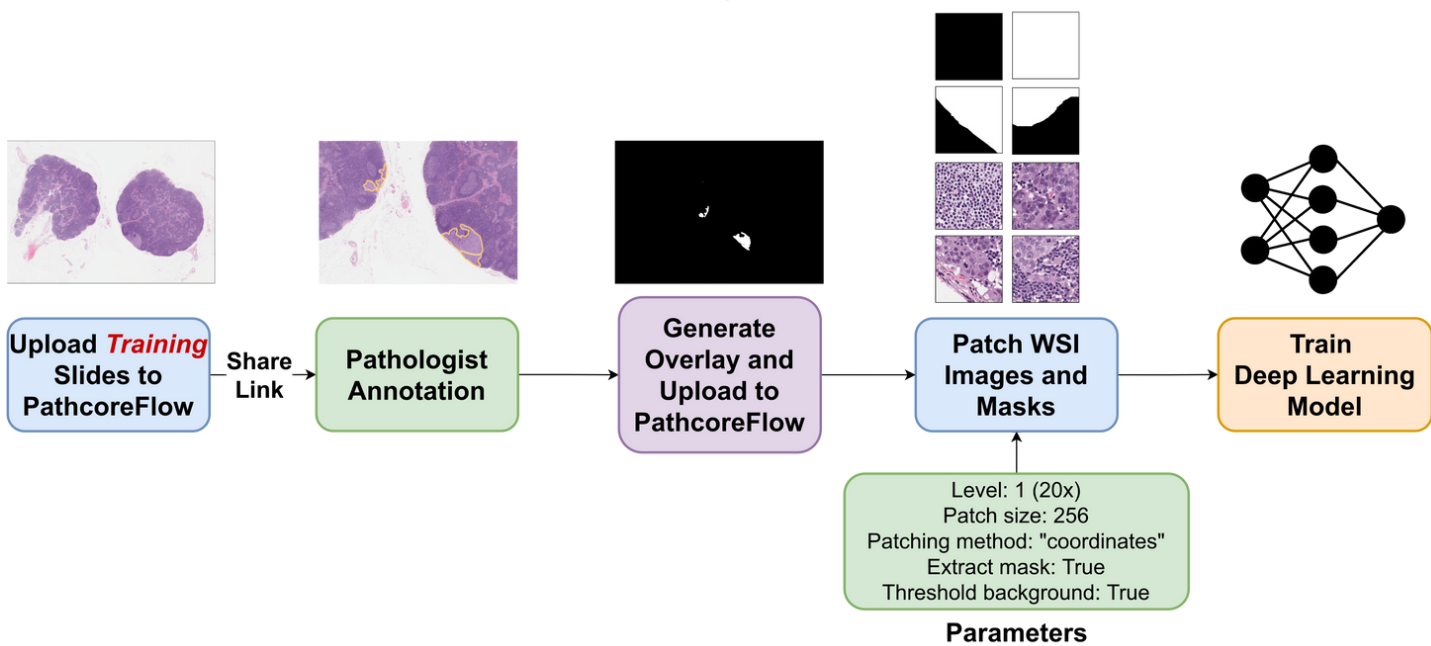 Upload Training
Slides to
PathcoreFlow
Share
Link
Pathologist
Annotation
Generate
Overlay and
Upload to
PathcoreFlow
Patch WSI
Images and
Masks
Train
Deep Learning
Model
Level: 1 (20x)
Patch size: 256
Patching method: "coordinates"
Extract mask: True
Threshold background: True
Parameters